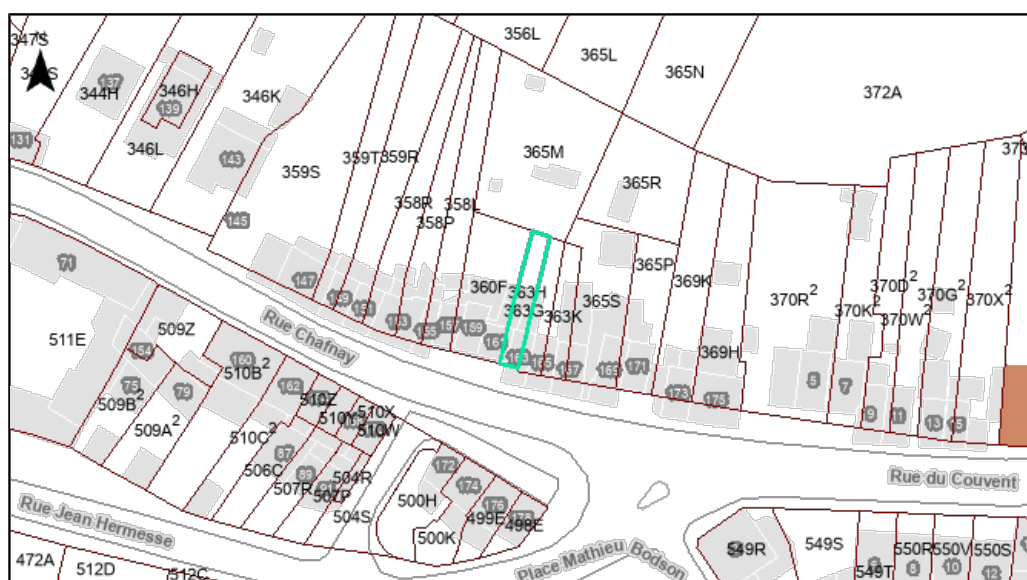 356L
347S
N
365L
365N
137
344H
346H
139
346K
372A
131
346L
143
359T
359R
365M
359S
365R
358R
358L
358P
145
365P
147
360F
363H
369K
370D²
370G²
370X²
370R²
71
363G
363K
365S
370K²
370W²
149
151
153
155
157
159
161
163
165
167
169
171
Rue Chafnay
509Z
511E
369H
154
160
510B²
162
5
7
75
79
173
175
509B²
510Z
510X
510Y
510W
9
11
13
15
509A²
510C²
87
506C
89
504R
507R
507P
91
504S
172
174
176
178
500H
499E
498E
500K
Rue du Couvent
Rue Jean Hermesse
Place Mathieu Bodson
472A
512D
512C
549R
549S
549T
550R
550V
550S
8
10
12